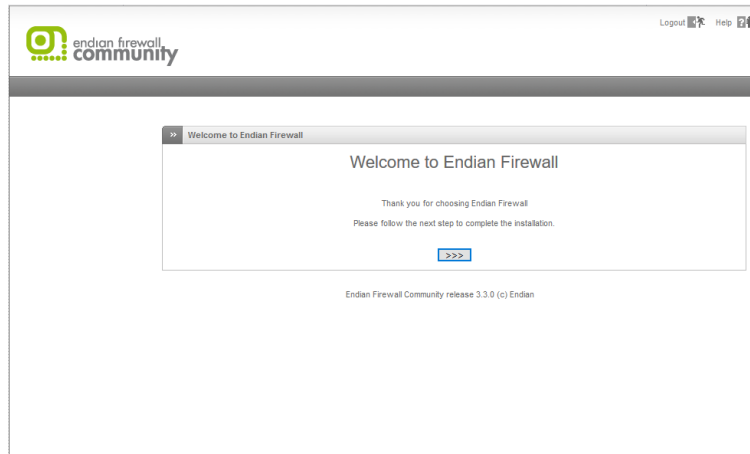 Logout Help
endian firewall
community
>> Welcome to Endian Firewall
Welcome to Endian Firewall
Thank you for choosing Endian Firewall
Please follow the next step to complete the installation.
>>>
Endian Firewall Community release 3.3.0 (c) Endian